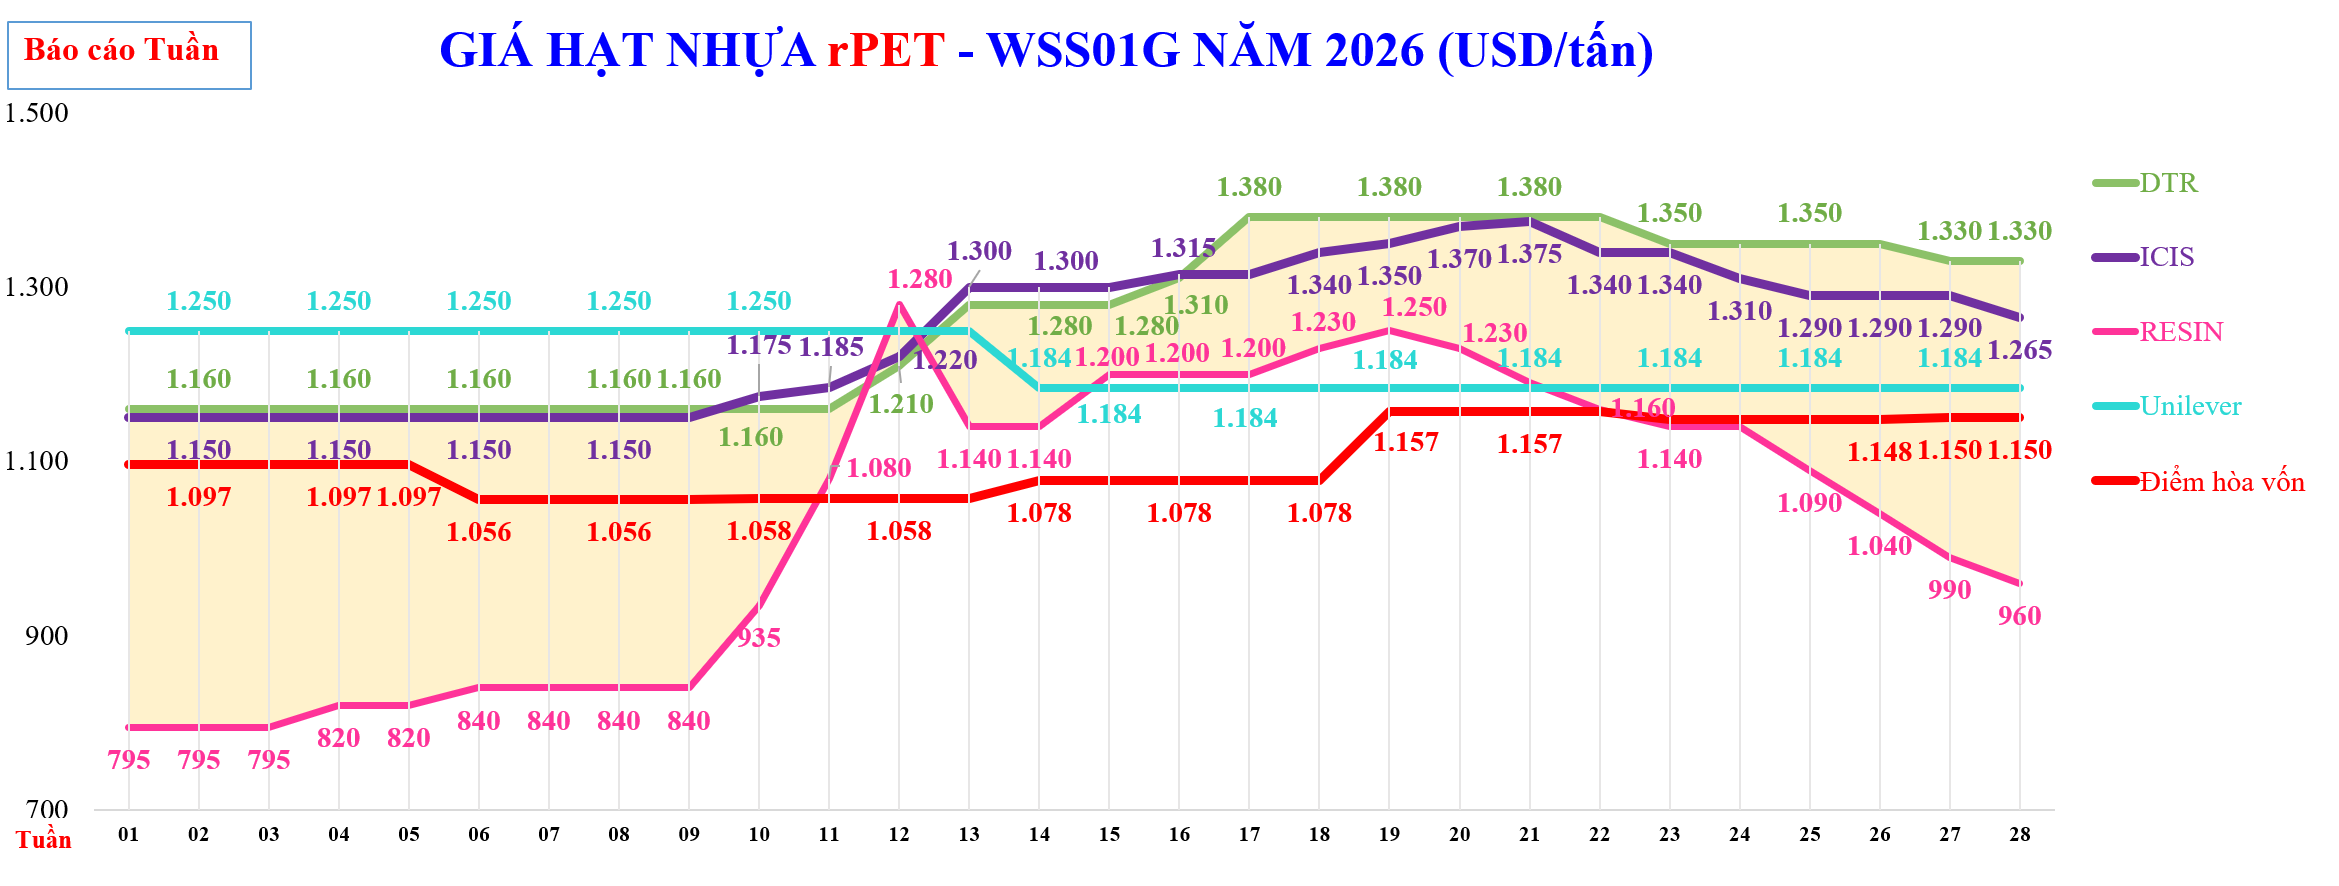 Báo cáo Tuần
GIÁ HẠT NHỰA rPET - WSS01G NĂM 2026 (USD/tấn)
1.500
1.380 1.380 1.380
1.350 1.350
1.330 1.330
1.300 1.300 1.315
1.340 1.350 1.370 1.375 1.340 1.340 1.310 1.290 1.290 1.290 1.265
1.300
1.280
1.250 1.250 1.250 1.250 1.250
1.310
1.280 1.280
1.230 1.250 1.230
1.175 1.185 1.220
1.184 1.200 1.200 1.200 1.184 1.184 1.184 1.184 1.184
1.160 1.160 1.160 1.160 1.160
1.210
1.184 1.184
1.160
1.160
1.150 1.150 1.150 1.150
1.157 1.157
1.148 1.150 1.150
1.100
1.080 1.140 1.140 1.140
1.097 1.097 1.097
1.090
1.078 1.078 1.078
1.056 1.056 1.058 1.058
1.040
990
960
900
935
840 840 840 840
820 820
795 795 795
700
Tuần
01 02 03 04 05 06 07 08 09 10 11 12 13 14 15 16 17 18 19 20 21 22 23 24 25 26 27 28
DTR
ICIS
RESIN
Unilever
Điểm hòa vốn